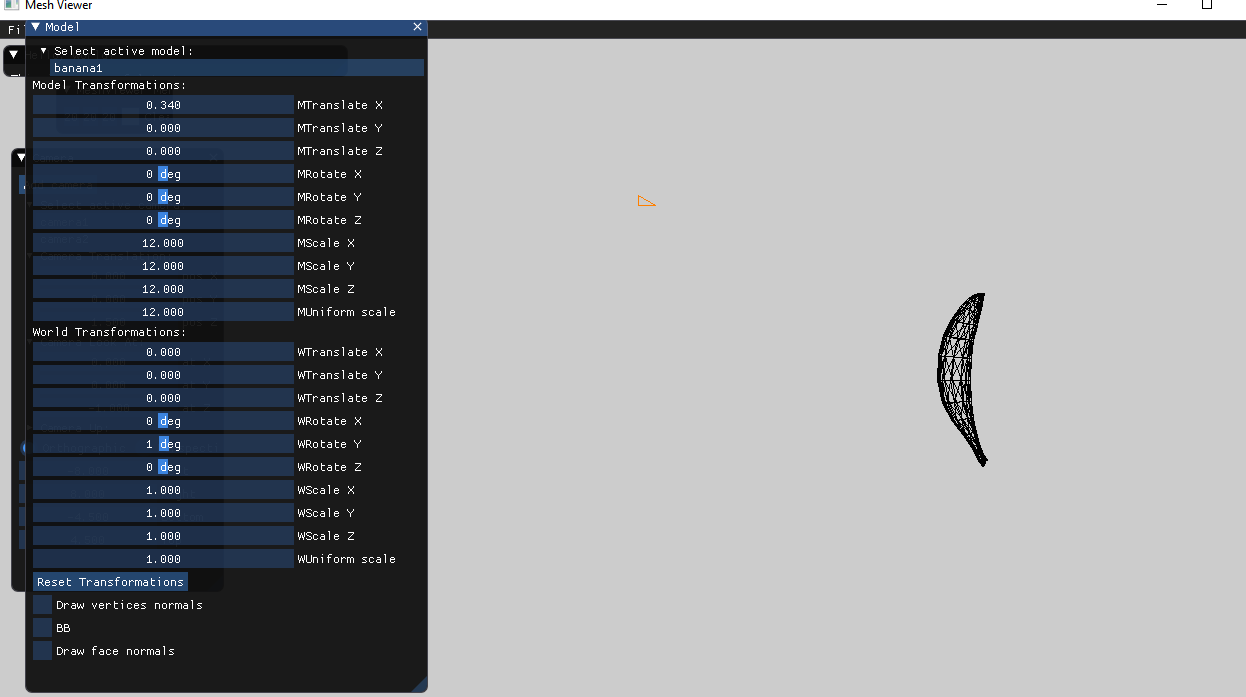 Mesh Viewer
Fi
Model
Select active model:
banana1
Model Transformations:
0.340 MTranslate X
0.000 MTranslate Y
0.000 MTranslate Z
0 deg MRotate X
0 deg MRotate Y
0 deg MRotate Z
12.000 MScale X
12.000 MScale Y
12.000 MScale Z
12.000 MUniform scale
World Transformations:
0.000 WTranslate X
0.000 WTranslate Y
0.000 WTranslate Z
0 deg WRotate X
1 deg WRotate Y
0 deg WRotate Z
1.000 WScale X
1.000 WScale Y
1.000 WScale Z
1.000 WUniform scale
Reset Transformations
Draw vertices normals
BB
Draw face normals